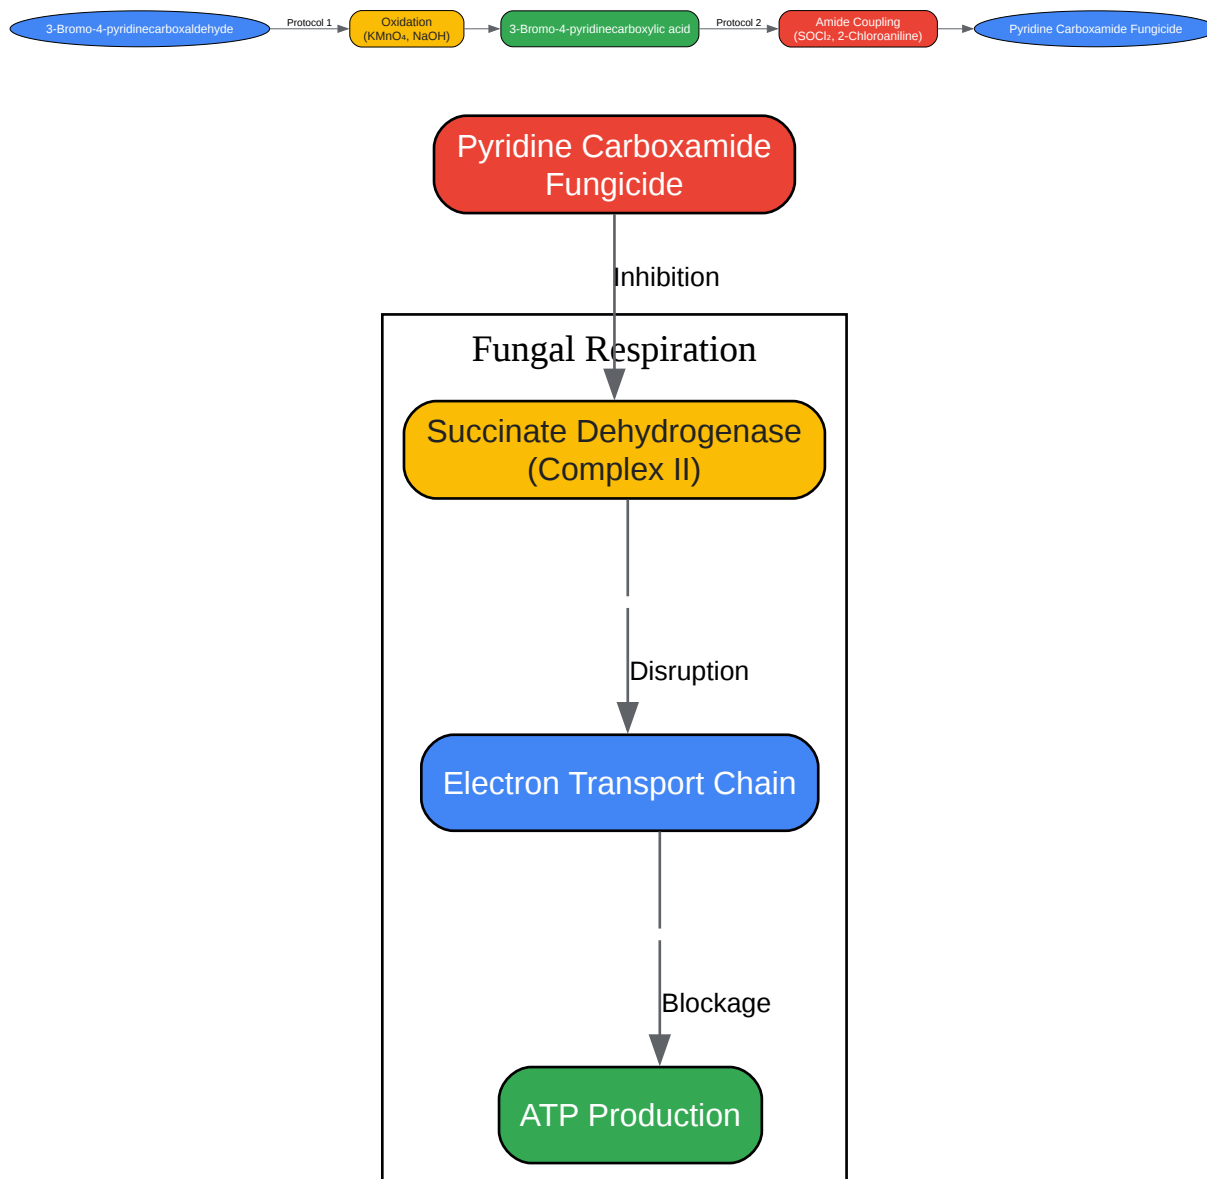 3-Bromo-4-pyridinecarboxaldehyde
Protocol 1
Oxidation
(KMnO₄, NaOH)
3-Bromo-4-pyridinecarboxylic acid
Protocol 2
Amide Coupling
(SOCl₂, 2-Chloroaniline)
Pyridine Carboxamide Fungicide
Pyridine Carboxamide
Fungicide
Inhibition
Fungal Respiration
Succinate Dehydrogenase
(Complex II)
Disruption
Electron Transport Chain
Blockage
ATP Production